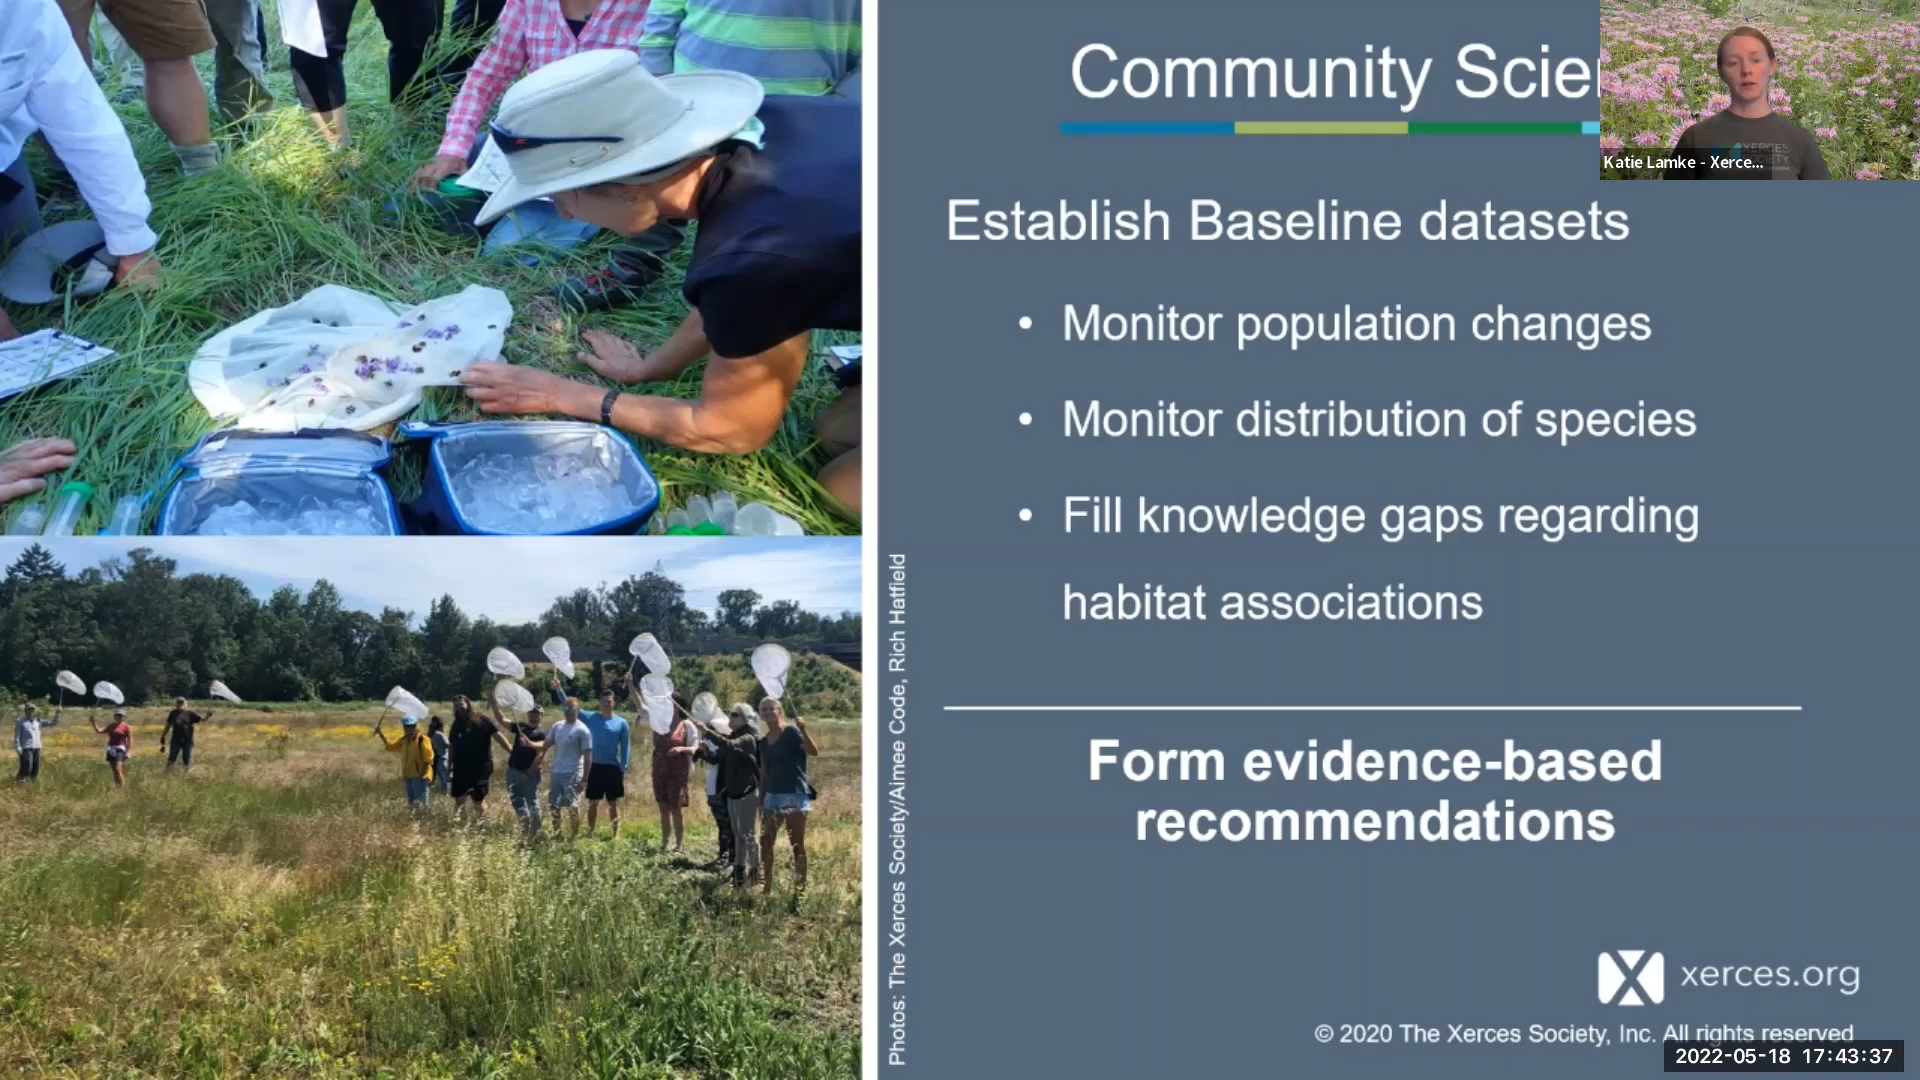 Community Scie
Katie Lamke - Xerce...
XERCES
Establish Baseline datasets
• Monitor population changes
• Monitor distribution of species
• Fill knowledge gaps regarding
habitat associations
Form evidence-based
recommendations
Photos: The Xerces Society/Aimee Code, Rich Hatfield
xerces.org
© 2020 The Xerces Society, Inc. All rights reserved
2022-05-18 17:43:37